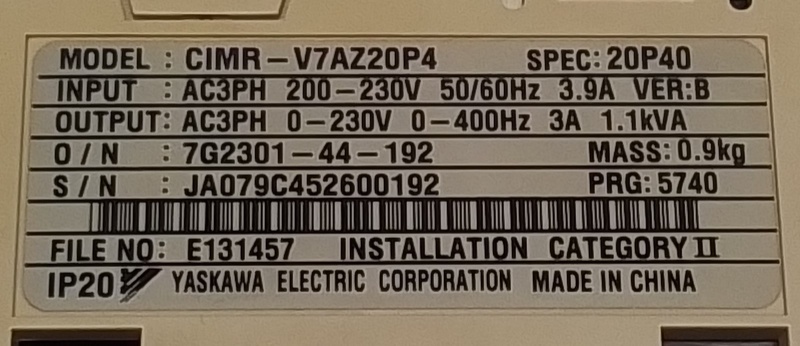 MODEL : CIMR-V7AZ20P4 SPEC: 20P40
INPUT : AC3PH 200-230V 50/60Hz 3.9A VER:B
OUTPUT: AC3PH 0-230V 0-400Hz 3A 1.1kVA
O/N : 7G2301-44-192 MASS: 0.9kg
S/N : JA079C452600192 PRG: 5740
FILE NO: E131457 INSTALLATION CATEGORY II
IP20 YASKAWA ELECTRIC CORPORATION MADE IN CHINA